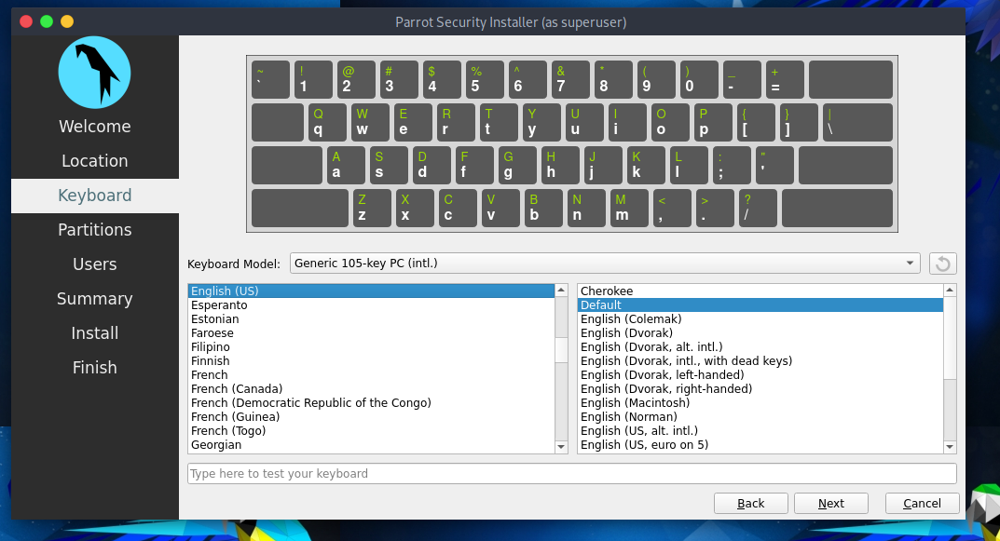 Parrot Security Installer (as superuser)
Welcome
Location
Keyboard
Partitions
Users
Summary
Install
Finish
~ ! @ # $ % ^ & * ( ) _ +
` 1 2 3 4 5 6 7 8 9 0 - =
Q W E R T Y U I O P { } |
q w e r t y u i o p [ ] \
A S D F G H J K L : "
a s d f g h j k l ; '
Z X C V B N M < > ?
z x c v b n m , . /
Keyboard Model: Generic 105-key PC (intl.)
English (US)
Esperanto
Estonian
Faroese
Filipino
Finnish
French
French (Canada)
French (Democratic Republic of the Congo)
French (Guinea)
French (Togo)
Georgian
Cherokee
Default
English (Colemak)
English (Dvorak)
English (Dvorak, alt. intl.)
English (Dvorak, intl., with dead keys)
English (Dvorak, left-handed)
English (Dvorak, right-handed)
English (Macintosh)
English (Norman)
English (US, alt. intl.)
English (US, euro on 5)
Type here to test your keyboard
Back Next Cancel